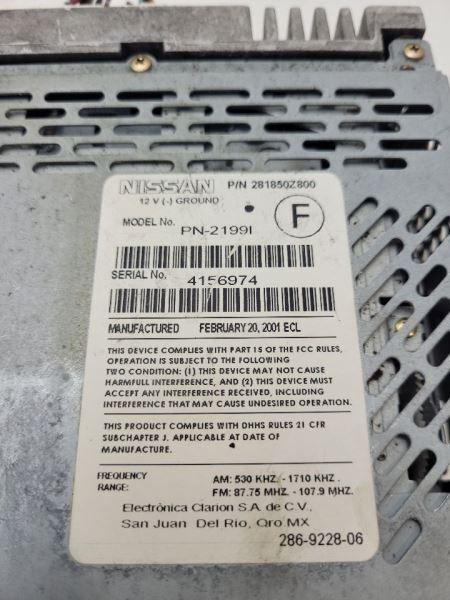 NISSAN P/N 281850Z800
12 V (-) GROUND
F
MODEL No. PN-2199I
SERIAL No. 4156974
MANUFACTURED FEBRUARY 20, 2001 ECL
THIS DEVICE COMPLIES WITH PART 15 OF THE FCC RULES,
OPERATION IS SUBJECT TO THE FOLLOWING
TWO CONDITION: (1) THIS DEVICE MAY NOT CAUSE
HARMFULL INTERFERENCE, AND (2) THIS DEVICE MUST
ACCEPT ANY INTERFERENCE RECEIVED, INCLUDING
INTERFERENCE THAT MAY CAUSE UNDESIRED OPERATION.
THIS PRODUCT COMPLIES WITH DHHS RULES 21 CFR
SUBCHAPTER J. APPLICABLE AT DATE OF
MANUFACTURE.
FREQUENCY AM: 530 KHZ. - 1710 KHZ.
RANGE: FM: 87.75 MHZ. - 107.9 MHZ.
Electrònica Clarion S.A. de C.V.,
San Juan Del Rio, Qro MX
286-9228-06